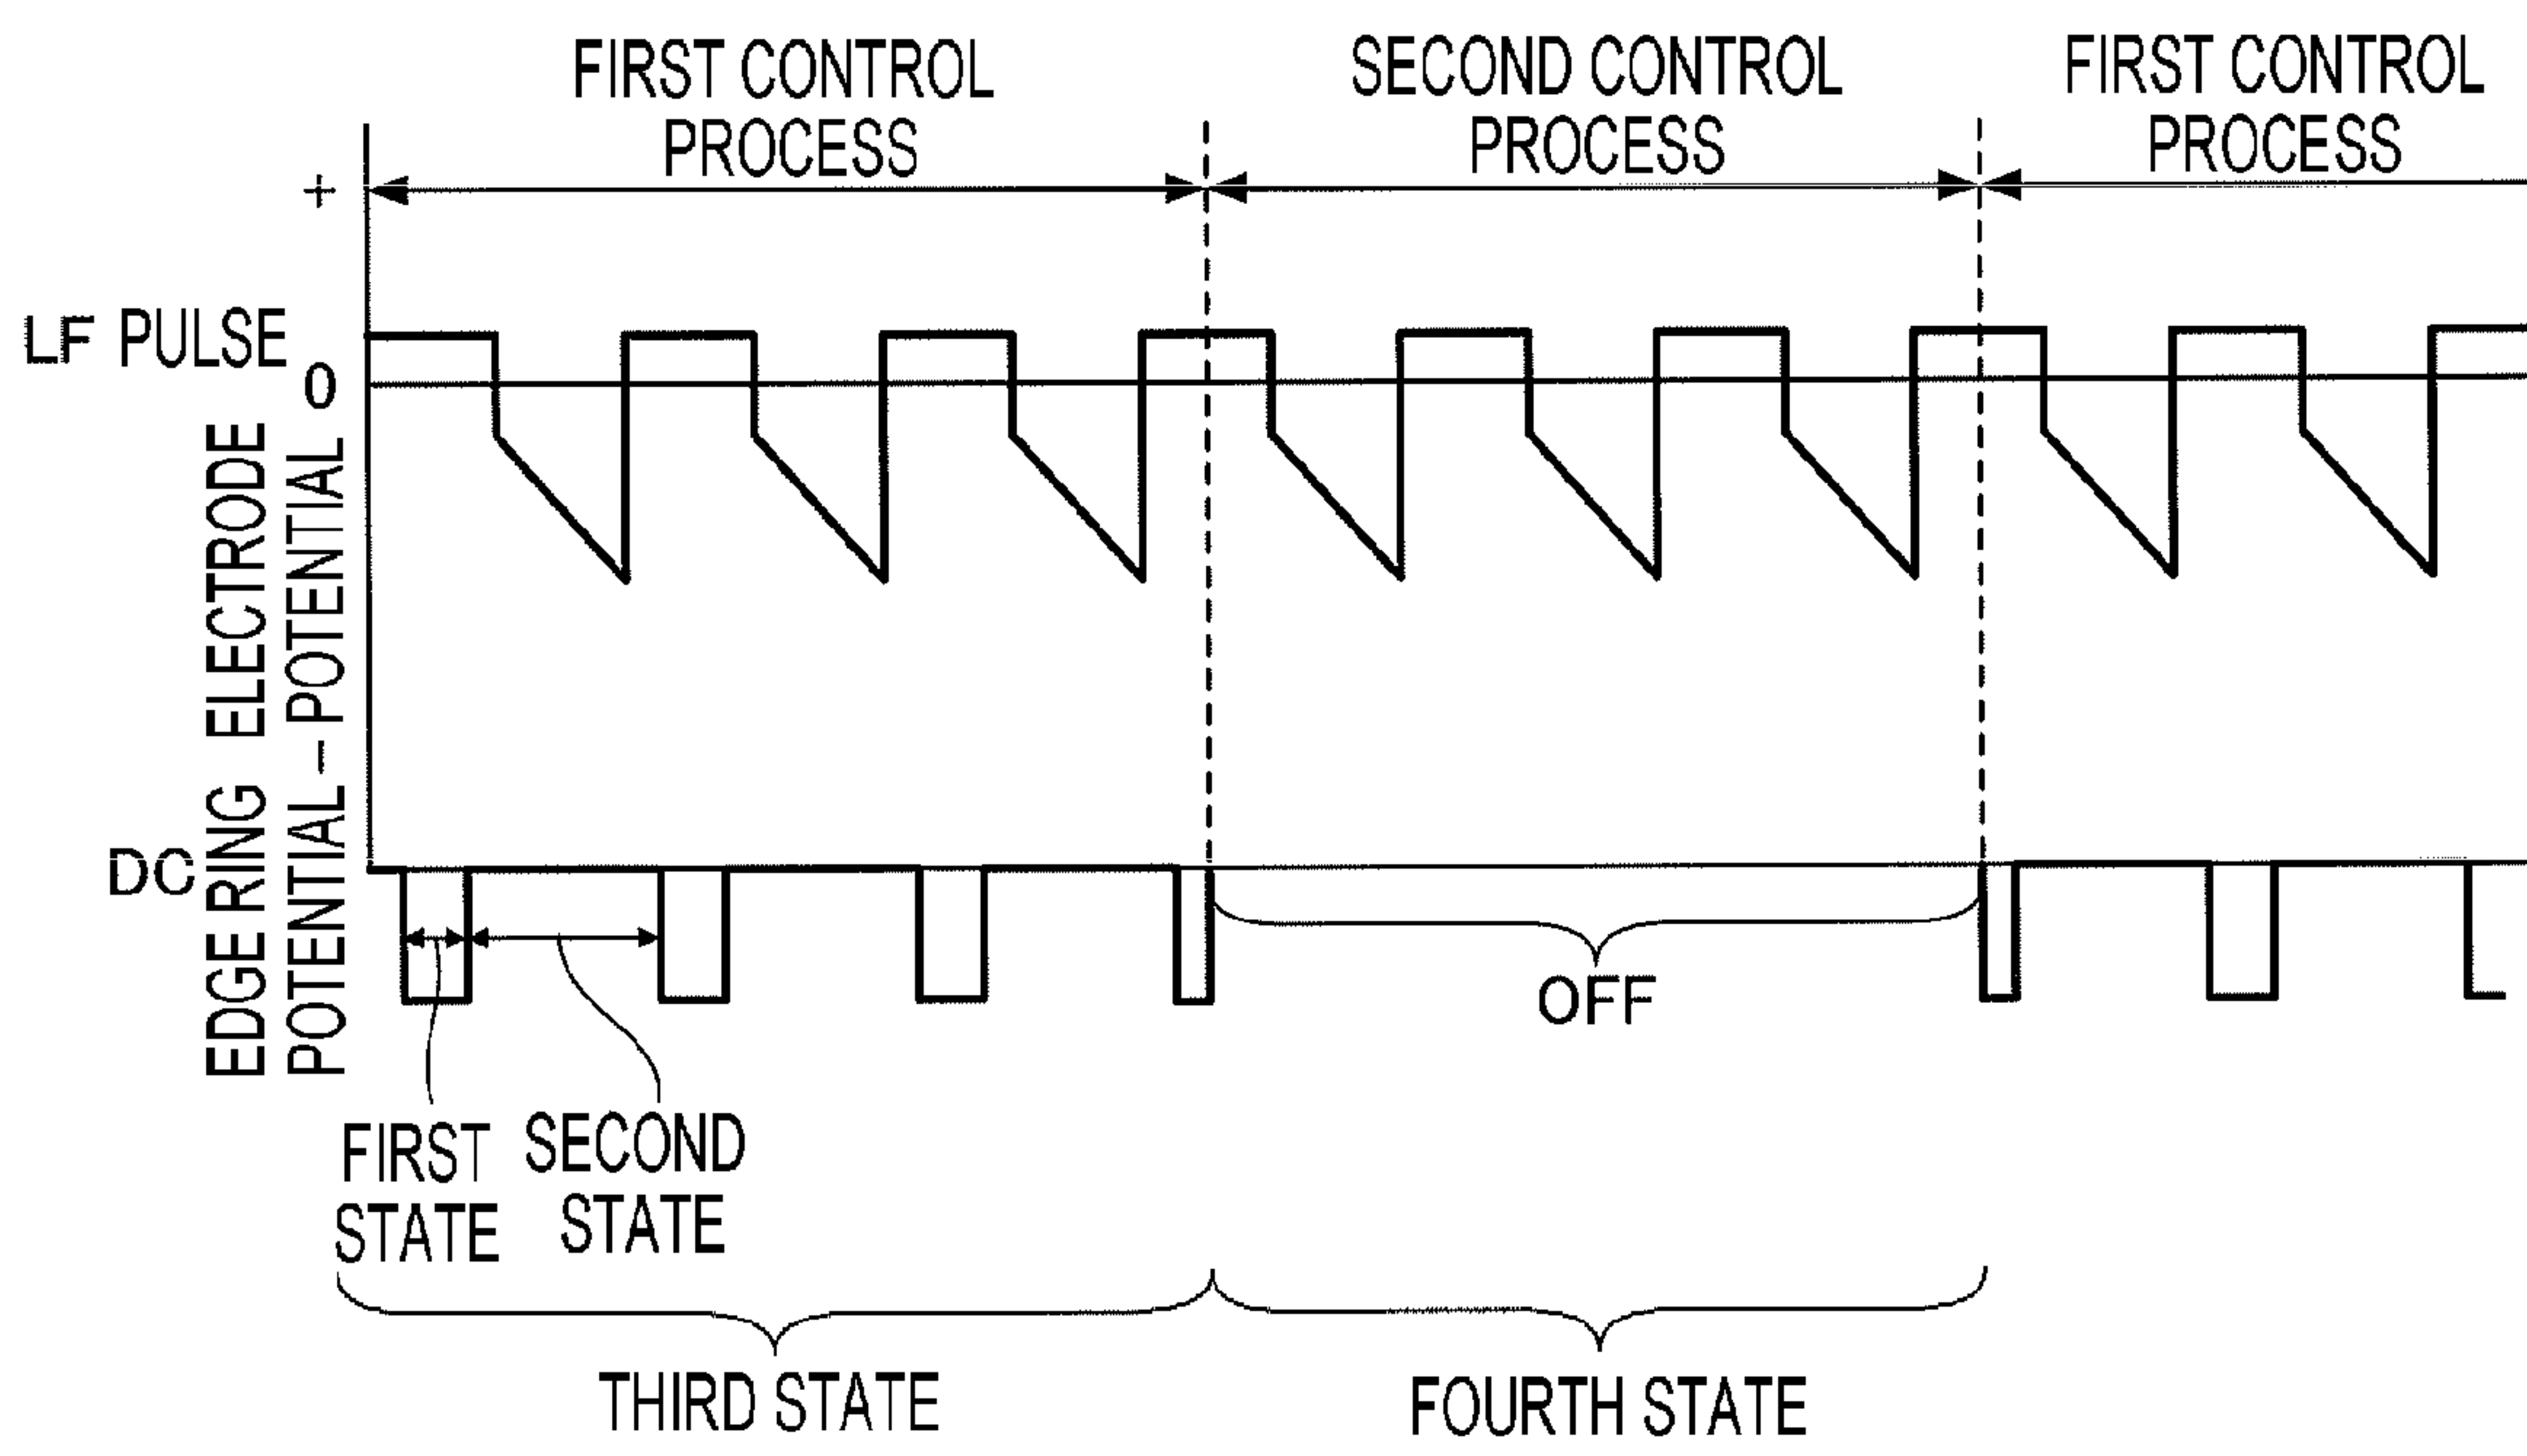 FIRST CONTROL
PROCESS
SECOND CONTROL
PROCESS
FIRST CONTROL
PROCESS
+
LF PULSE
0
ELECTRODE
POTENTIAL
–
EDGE RING
POTENTIAL
DC
OFF
FIRST
STATE
SECOND
STATE
THIRD STATE
FOURTH STATE